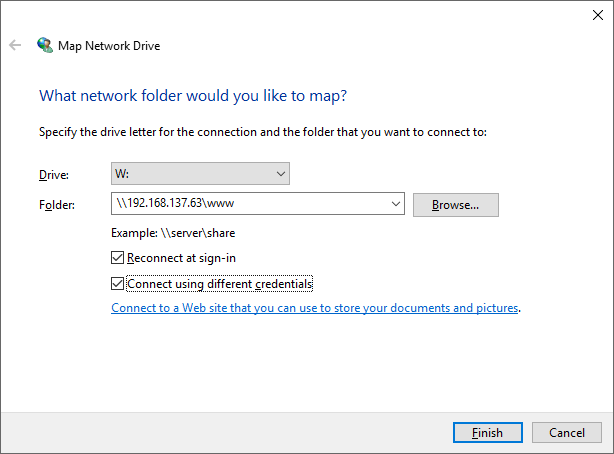 Map Network Drive
What network folder would you like to map?
Specify the drive letter for the connection and the folder that you want to connect to:
Drive: W:
Folder: \\192.168.137.63\www Browse...
Example: \\server\share
Reconnect at sign-in
Connect using different credentials
Connect to a Web site that you can use to store your documents and pictures.
Finish Cancel